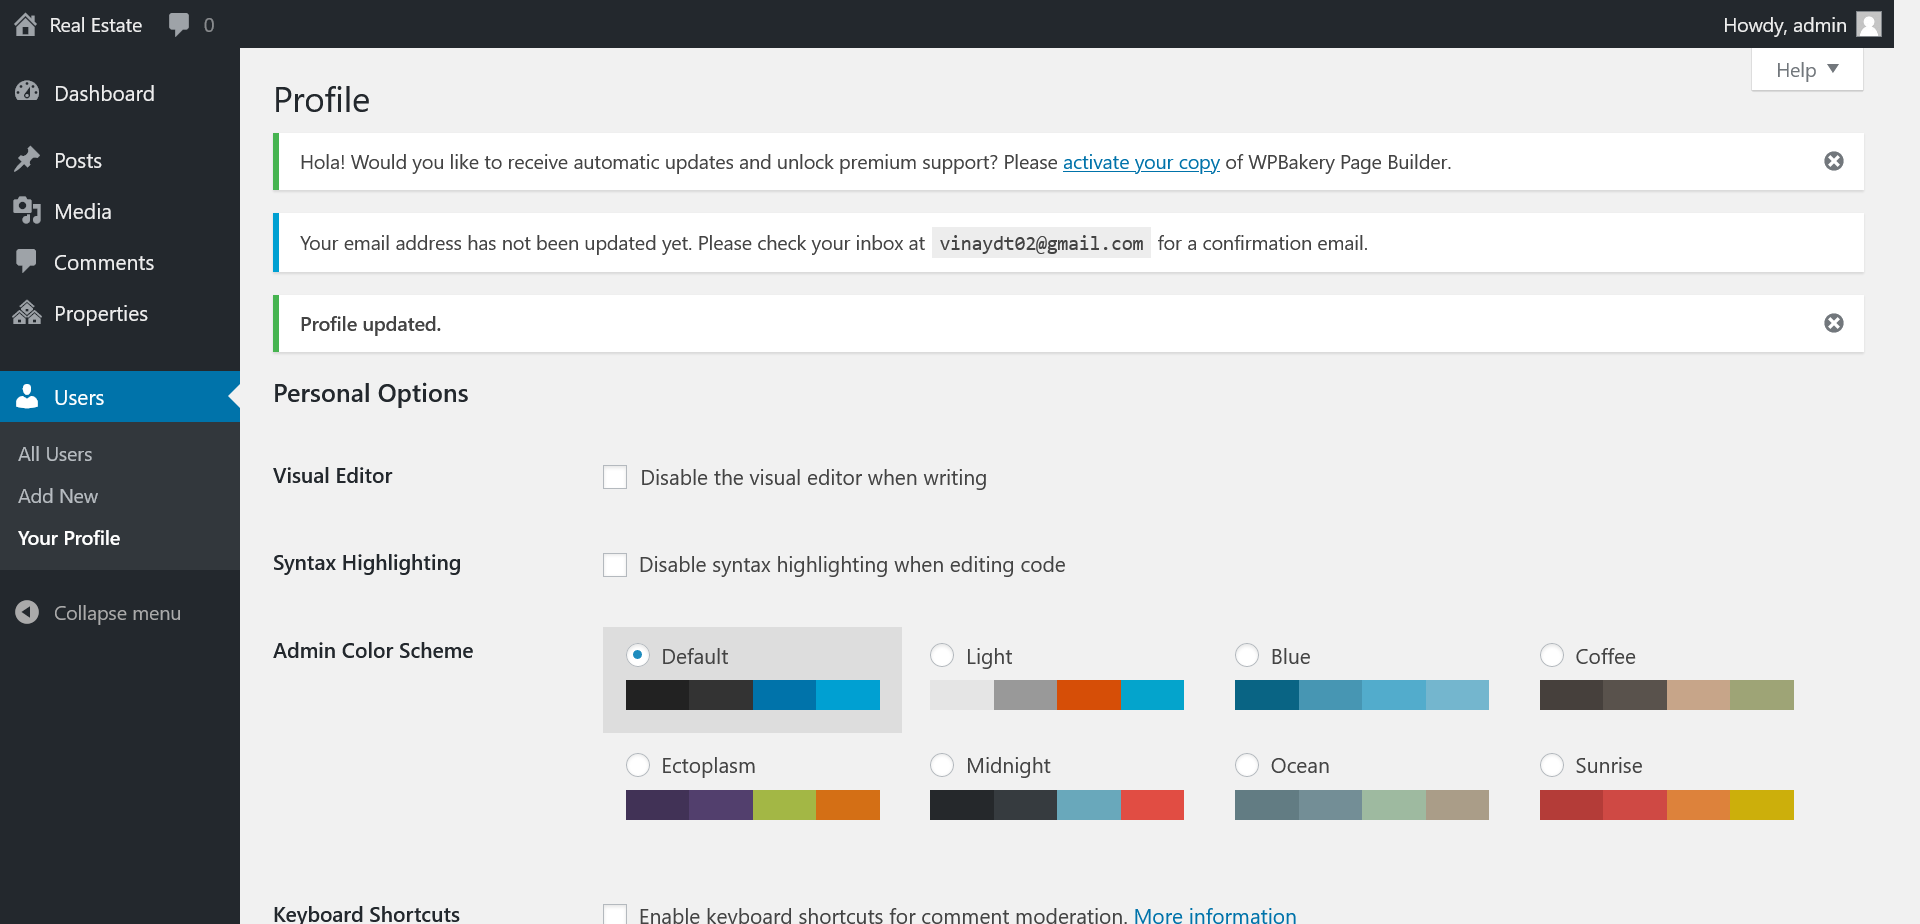 Real Estate 0 Howdy, admin
Help
Dashboard
Posts
Media
Comments
Properties
Users
All Users
Add New
Your Profile
Collapse menu
Profile
Hola! Would you like to receive automatic updates and unlock premium support? Please activate your copy of WPBakery Page Builder.
Your email address has not been updated yet. Please check your inbox at vinaydt02@gmail.com for a confirmation email.
Profile updated.
Personal Options
Visual Editor Disable the visual editor when writing
Syntax Highlighting Disable syntax highlighting when editing code
Admin Color Scheme Default Light Blue Coffee
Ectoplasm Midnight Ocean Sunrise
Keyboard Shortcuts Enable keyboard shortcuts for comment moderation. More information